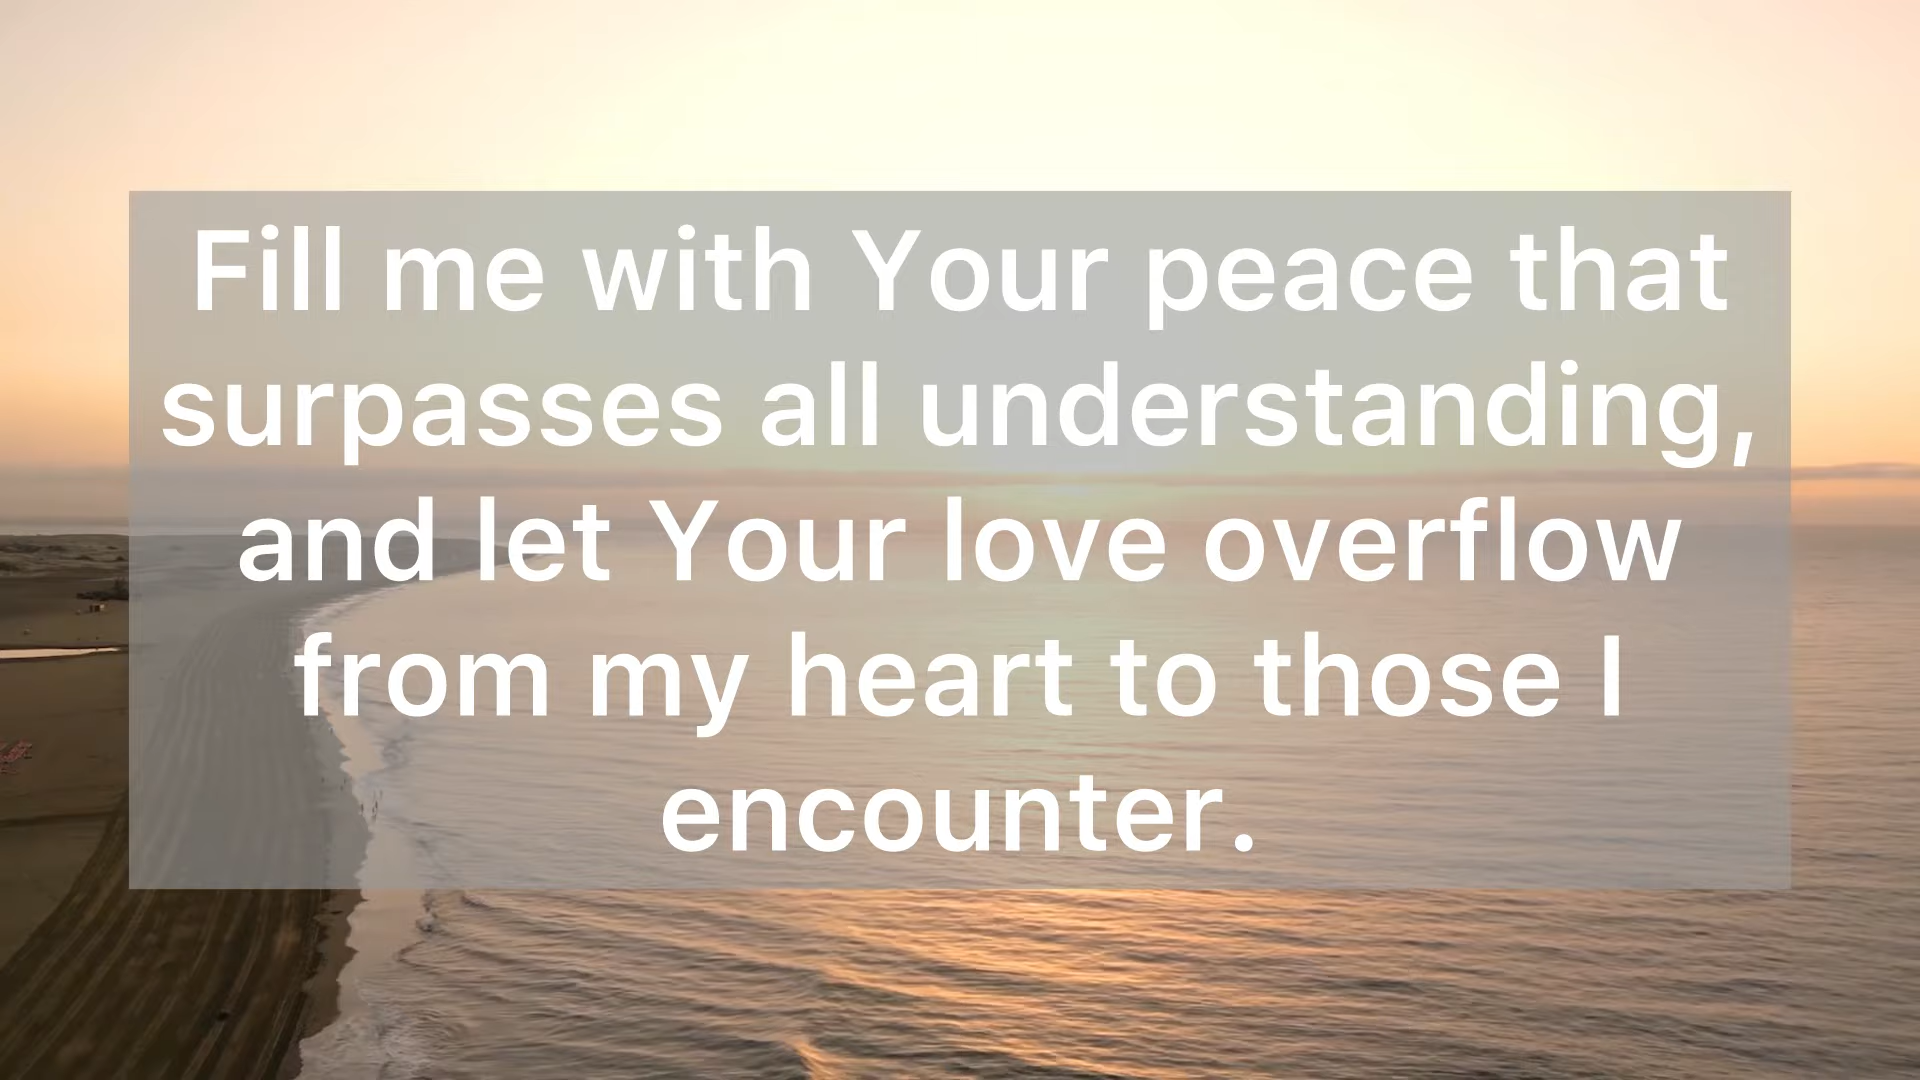 Fill me with Your peace that
surpasses all understanding,
and let Your love overflow
from my heart to those I
encounter.